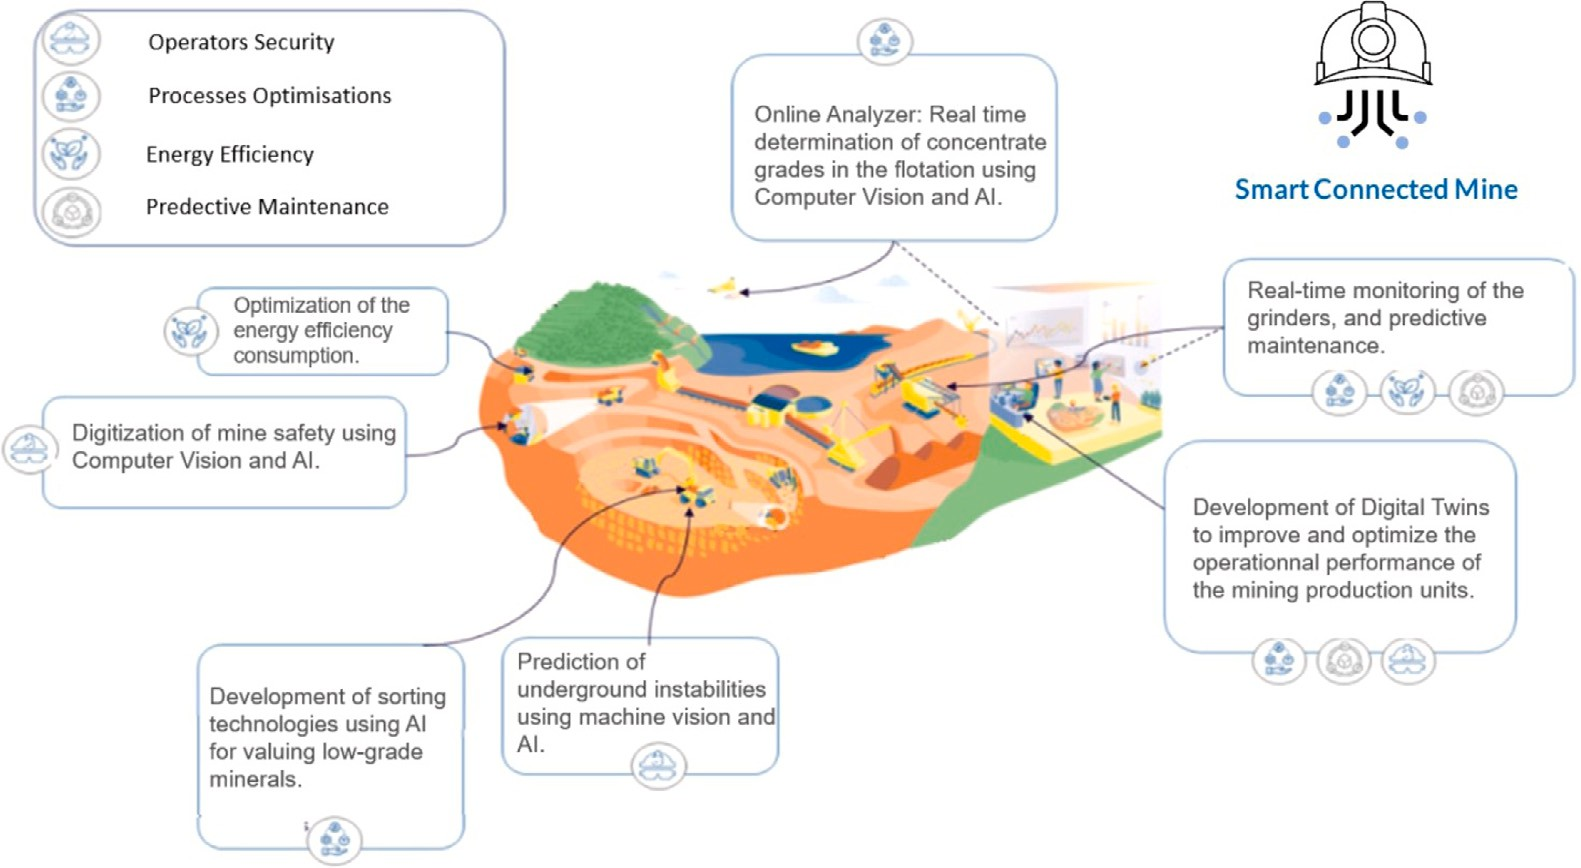 Operators Security
Processes Optimisations
Energy Efficiency
Predective Maintenance
Online Analyzer: Real time
determination of concentrate
grades in the flotation using
Computer Vision and AI.
Smart Connected Mine
Optimization of the
energy efficiency
consumption.
Real-time monitoring of the
grinders, and predictive
maintenance.
Digitization of mine safety using
Computer Vision and AI.
Development of Digital Twins
to improve and optimize the
operationnal performance of
the mining production units.
Development of sorting
technologies using AI
for valuing low-grade
minerals.
Prediction of
underground instabilities
using machine vision and
AI.